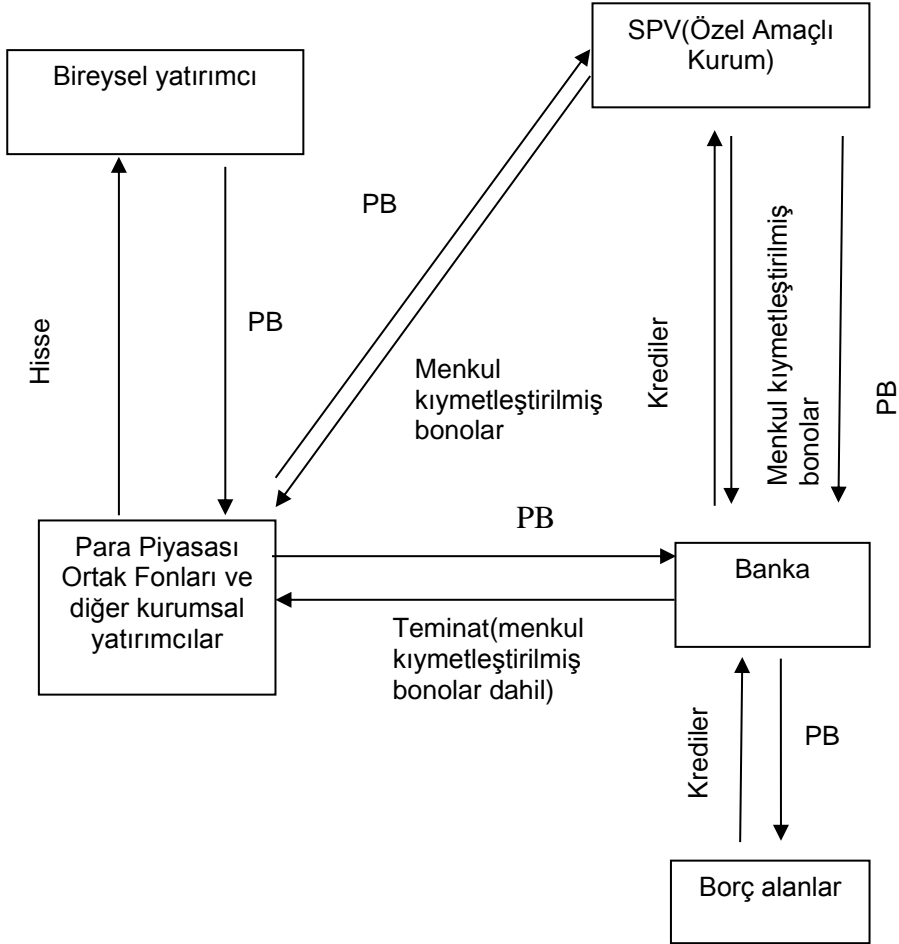 SPV(Özel Amaçlı
Kurum)
Bireysel yatırımcı
PB
Hisse
PB
Menkul
kıymetleştirilmiş
bonolar
Krediler
Menkul kıymetleştirilmiş
bonolar
PB
Para Piyasası
Ortak Fonları ve
diğer kurumsal
yatırımcılar
PB
Banka
Teminat(menkul
kıymetleştirilmiş
bonolar dahil)
Krediler
PB
Borç alanlar